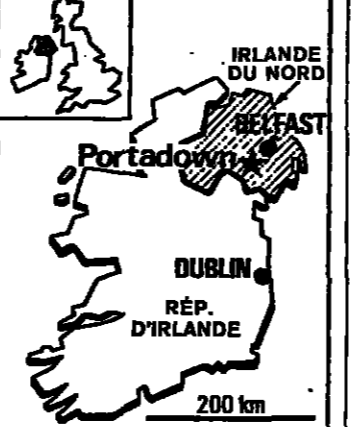 IRLANDE
DU NORD
BELFAST
Portadown
DUBLIN
RÉP.
D'IRLANDE
200 km